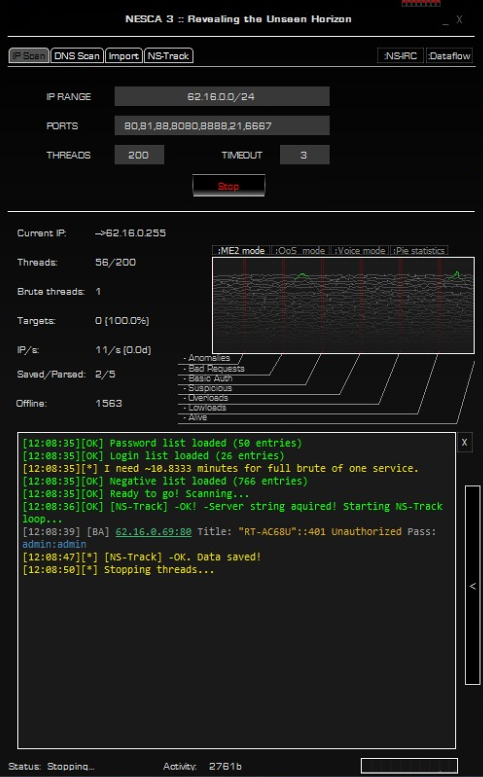 NESCA 3 :: Revealing the Unseen Horizon
_ X
IP Scan DNS Scan Import NS-Track :NS-IRC :Dataflow
IP RANGE 62.16.0.0/24
PORTS 80,81,88,8080,8888,21,6667
THREADS 200 TIMEOUT 3
Stop
Current IP: -->62.16.0.255
:ME2 mode :QoS mode :Voice mode :Pie statistics
Threads: 56/200
Brute threads: 1
Targets: 0 (100.0%)
IP/s: 11/s (0.0d)
Saved/Parsed: 2/5
Offline: 1563
- Anomalies
- Bad Requests
- Basic Auth
- Suspicious
- Overloads
- Lowloads
- Alive
[12:08:35][OK] Password list loaded (50 entries)
[12:08:35][OK] Login list loaded (26 entries)
[12:08:35][*] I need ~10.8333 minutes for full brute of one service.
[12:08:35][OK] Negative list loaded (766 entries)
[12:08:35][OK] Ready to go! Scanning...
[12:08:35][OK] [NS-Track] -OK! -Server string aquired! Starting NS-Track
loop...
[12:08:39] [BA] 62.16.0.69:80 Title: "RT-AC68U"::401 Unauthorized Pass:
admin:admin
[12:08:47][*] [NS-Track] -OK. Data saved!
[12:08:50][*] Stopping threads...
X
<
Status: Stopping... Activity: 2761b